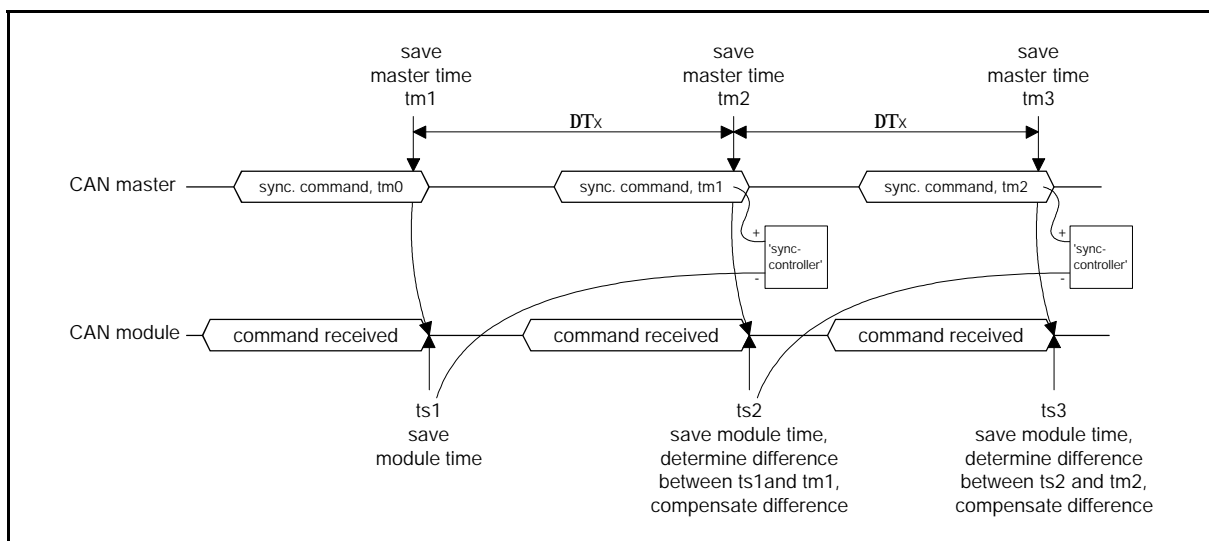 save
master time
tm1
save
master time
tm2
save
master time
tm3
DTx
DTx
CAN master
sync. command, tm0
sync. command, tm1
sync. command, tm2
+
'sync-
controller'
-
+
'sync-
controller'
-
CAN module
command received
command received
command received
ts1
save
module time
ts2
save module time,
determine difference
between ts1and tm1,
compensate difference
ts3
save module time,
determine difference
between ts2 and tm2,
compensate difference